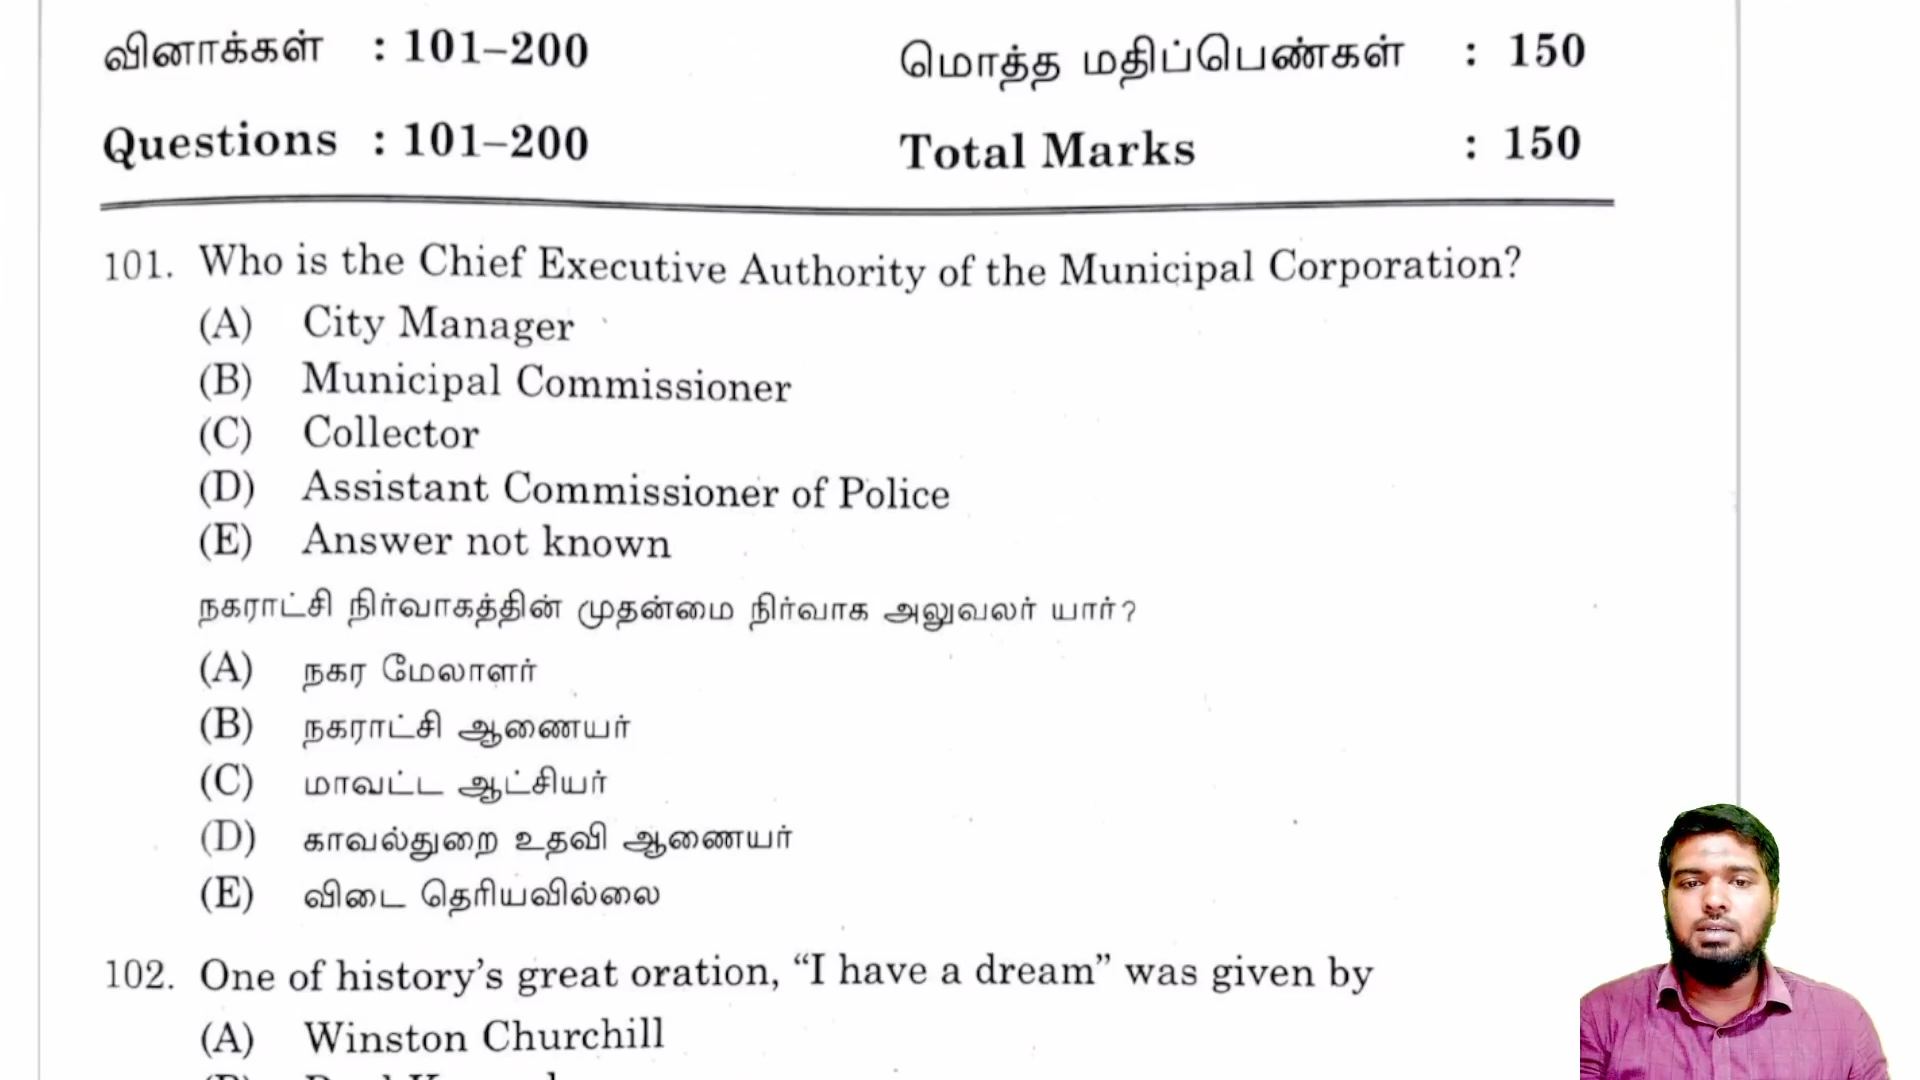 வினாக்கள் : 101–200 மொத்த மதிப்பெண்கள் : 150
Questions : 101–200 Total Marks : 150
101. Who is the Chief Executive Authority of the Municipal Corporation?
(A) City Manager
(B) Municipal Commissioner
(C) Collector
(D) Assistant Commissioner of Police
(E) Answer not known
நகராட்சி நிர்வாகத்தின் முதன்மை நிர்வாக அலுவலர் யார்?
(A) நகர மேலாளர்
(B) நகராட்சி ஆணையர்
(C) மாவட்ட ஆட்சியர்
(D) காவல்துறை உதவி ஆணையர்
(E) விடை தெரியவில்லை
102. One of history's great oration, “I have a dream” was given by
(A) Winston Churchill